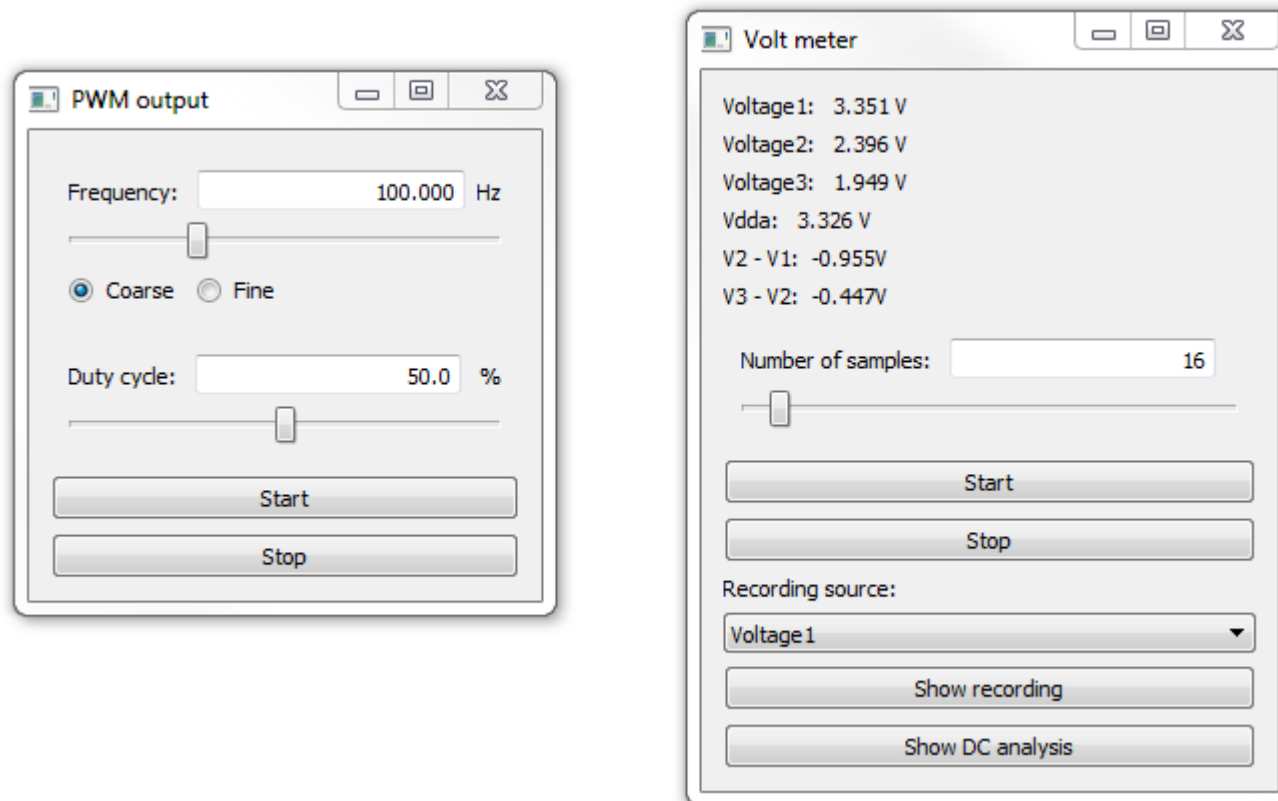 PWM output
Frequency: 100.000 Hz
Coarse Fine
Duty cycle: 50.0 %
Start
Stop
Volt meter
Voltage1: 3.351 V
Voltage2: 2.396 V
Voltage3: 1.949 V
Vdda: 3.326 V
V2 - V1: -0.955V
V3 - V2: -0.447V
Number of samples: 16
Start
Stop
Recording source:
Voltage1
Show recording
Show DC analysis